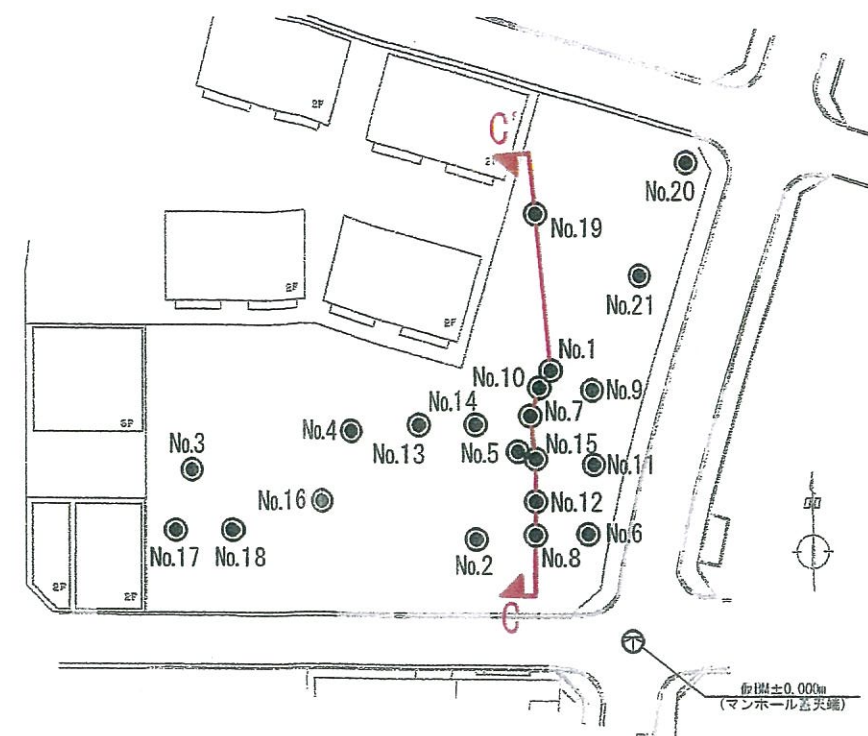 2F
C'
2F
No.20
No.19
2F
No.21
2F
No.1
No.10
No.9
5F
No.14
No.7
No.4
No.13
No.5
No.15
No.3
No.11
No.16
No.12
No.17
No.18
No.2
No.8
No.6
2F
2F
C
仮BM±0.000m
(マンホール蓋天端)